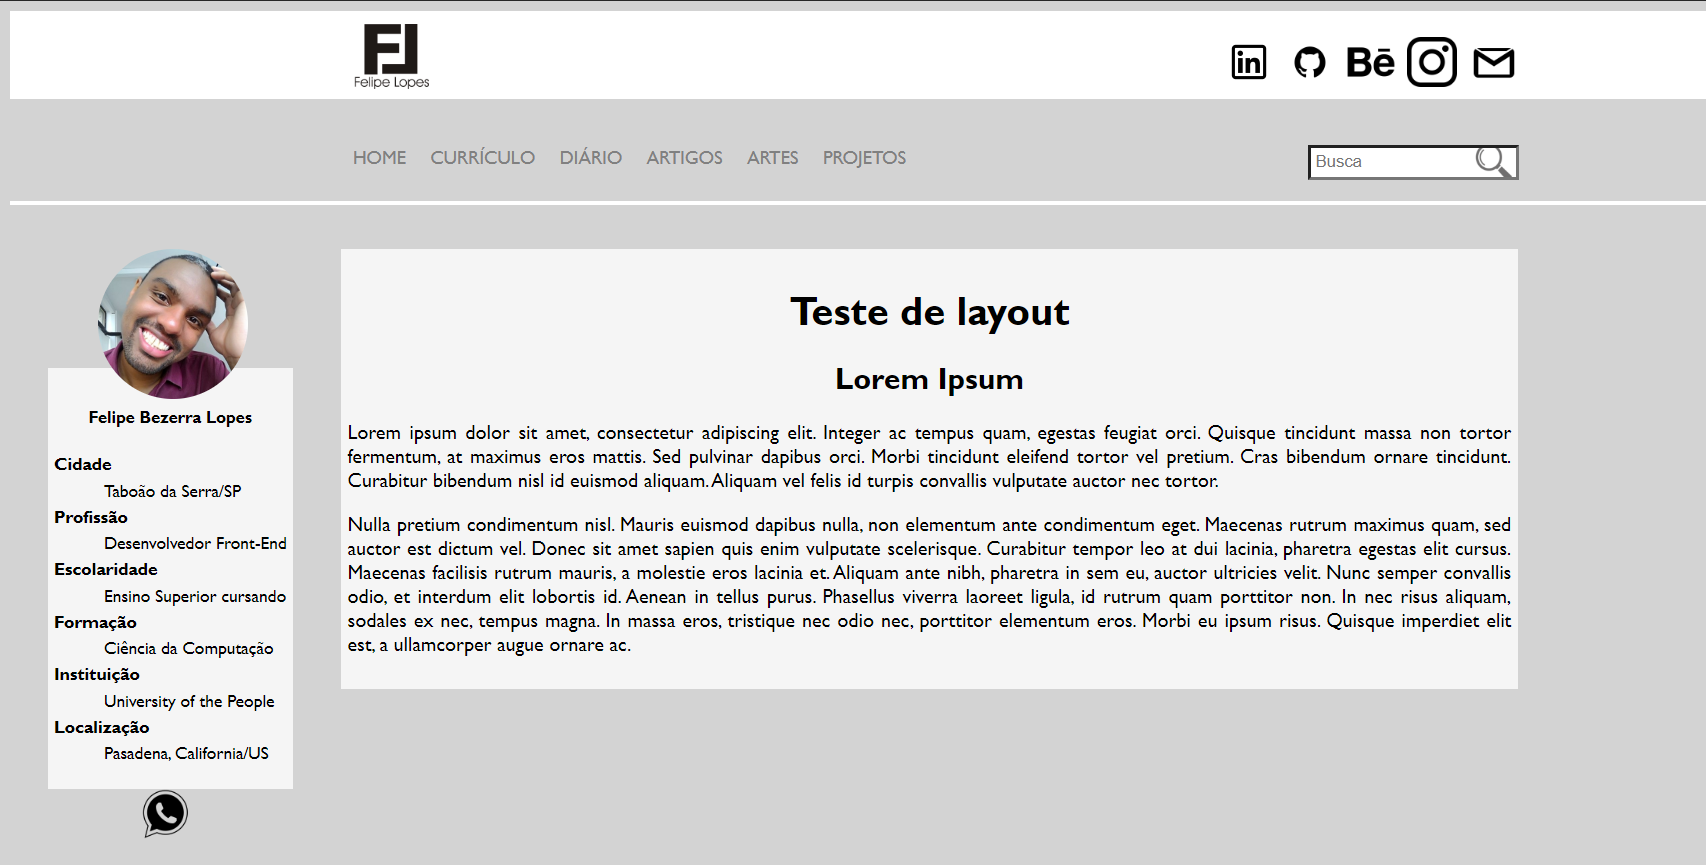 FL
Felipe Lopes
in
Bē
HOME CURRÍCULO DIÁRIO ARTIGOS ARTES PROJETOS
Busca
Felipe Bezerra Lopes
Cidade
Taboão da Serra/SP
Profissão
Desenvolvedor Front-End
Escolaridade
Ensino Superior cursando
Formação
Ciência da Computação
Instituição
University of the People
Localização
Pasadena, California/US
Teste de layout
Lorem Ipsum
Lorem ipsum dolor sit amet, consectetur adipiscing elit. Integer ac tempus quam, egestas feugiat orci. Quisque tincidunt massa non tortor
fermentum, at maximus eros mattis. Sed pulvinar dapibus orci. Morbi tincidunt eleifend tortor vel pretium. Cras bibendum ornare tincidunt.
Curabitur bibendum nisl id euismod aliquam. Aliquam vel felis id turpis convallis vulputate auctor nec tortor.
Nulla pretium condimentum nisl. Mauris euismod dapibus nulla, non elementum ante condimentum eget. Maecenas rutrum maximus quam, sed
auctor est dictum vel. Donec sit amet sapien quis enim vulputate scelerisque. Curabitur tempor leo at dui lacinia, pharetra egestas elit cursus.
Maecenas facilisis rutrum mauris, a molestie eros lacinia et. Aliquam ante nibh, pharetra in sem eu, auctor ultricies velit. Nunc semper convallis
odio, et interdum elit lobortis id. Aenean in tellus purus. Phasellus viverra laoreet ligula, id rutrum quam porttitor non. In nec risus aliquam,
sodales ex nec, tempus magna. In massa eros, tristique nec odio nec, porttitor elementum eros. Morbi eu ipsum risus. Quisque imperdiet elit
est, a ullamcorper augue ornare ac.